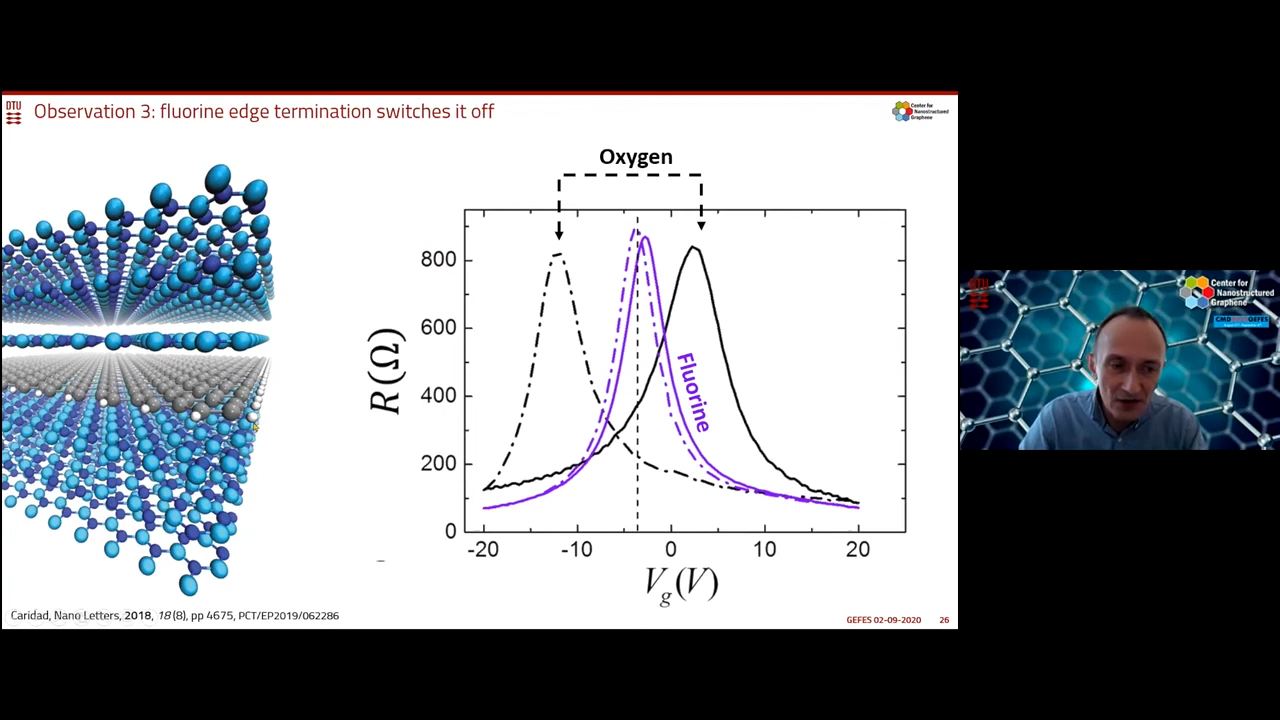 DTU
Observation 3: fluorine edge termination switches it off
Center for
Nanostructured
Graphene
Oxygen
800
600
400
200
0
R(Ω)
Fluorine
-20
-10
0
10
20
Vg(V)
Caridad, Nano Letters, 2018, 18 (8), pp 4675, PCT/EP2019/062286
GEFES 02-09-2020
26
DTU
Center for
Nanostructured
Graphene